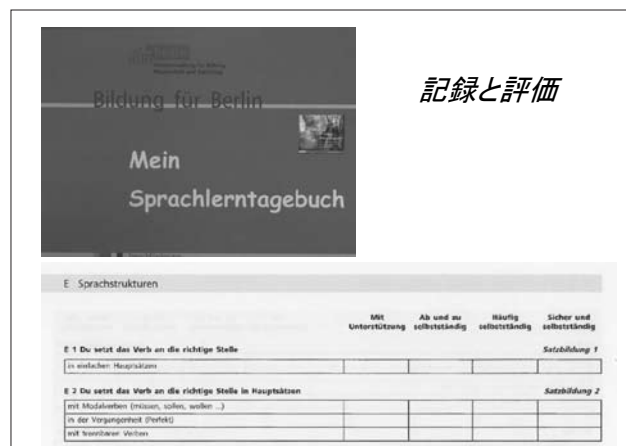 Bildung für Berlin
記録と評価
Mein
Sprachlerntagebuch
E Sprachstrukturen
Mit Unterstützung Ab und zu selbstständig Häufig selbstständig Sicher und selbstständig
E 1 Du setzt das Verb an die richtige Stelle Satzbildung 1
in einfachen Hauptsätzen
E 2 Du setzt das Verb an die richtige Stelle in Hauptsätzen Satzbildung 2
mit Modalverben (müssen, sollen, wollen ...)
in der Vergangenheit (Perfekt)
mit trennbaren Verben